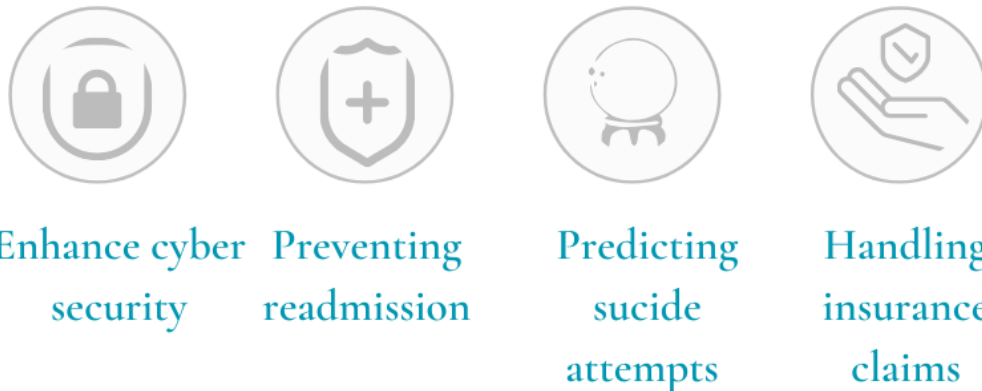 Enhance cyber
security
Preventing
readmission
Predicting
sucide
attempts
Handling
insurance
claims